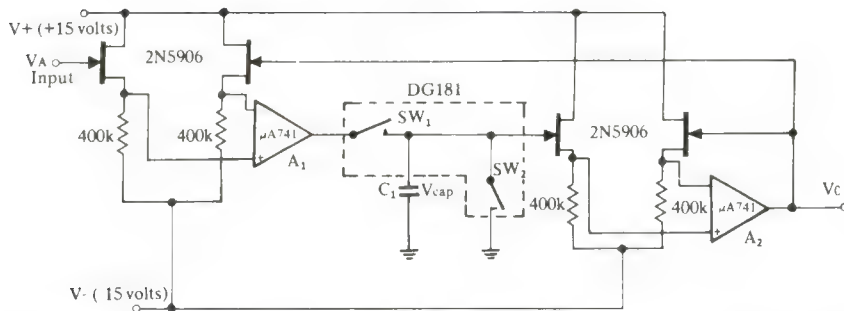 V+ (+15 volts)
VA
Input
2N5906
400k
400k
μA741
+
A1
DG181
SW1
C1
Vcap
SW2
2N5906
400k
400k
μA741
+
A2
VC
V- ( 15 volts)